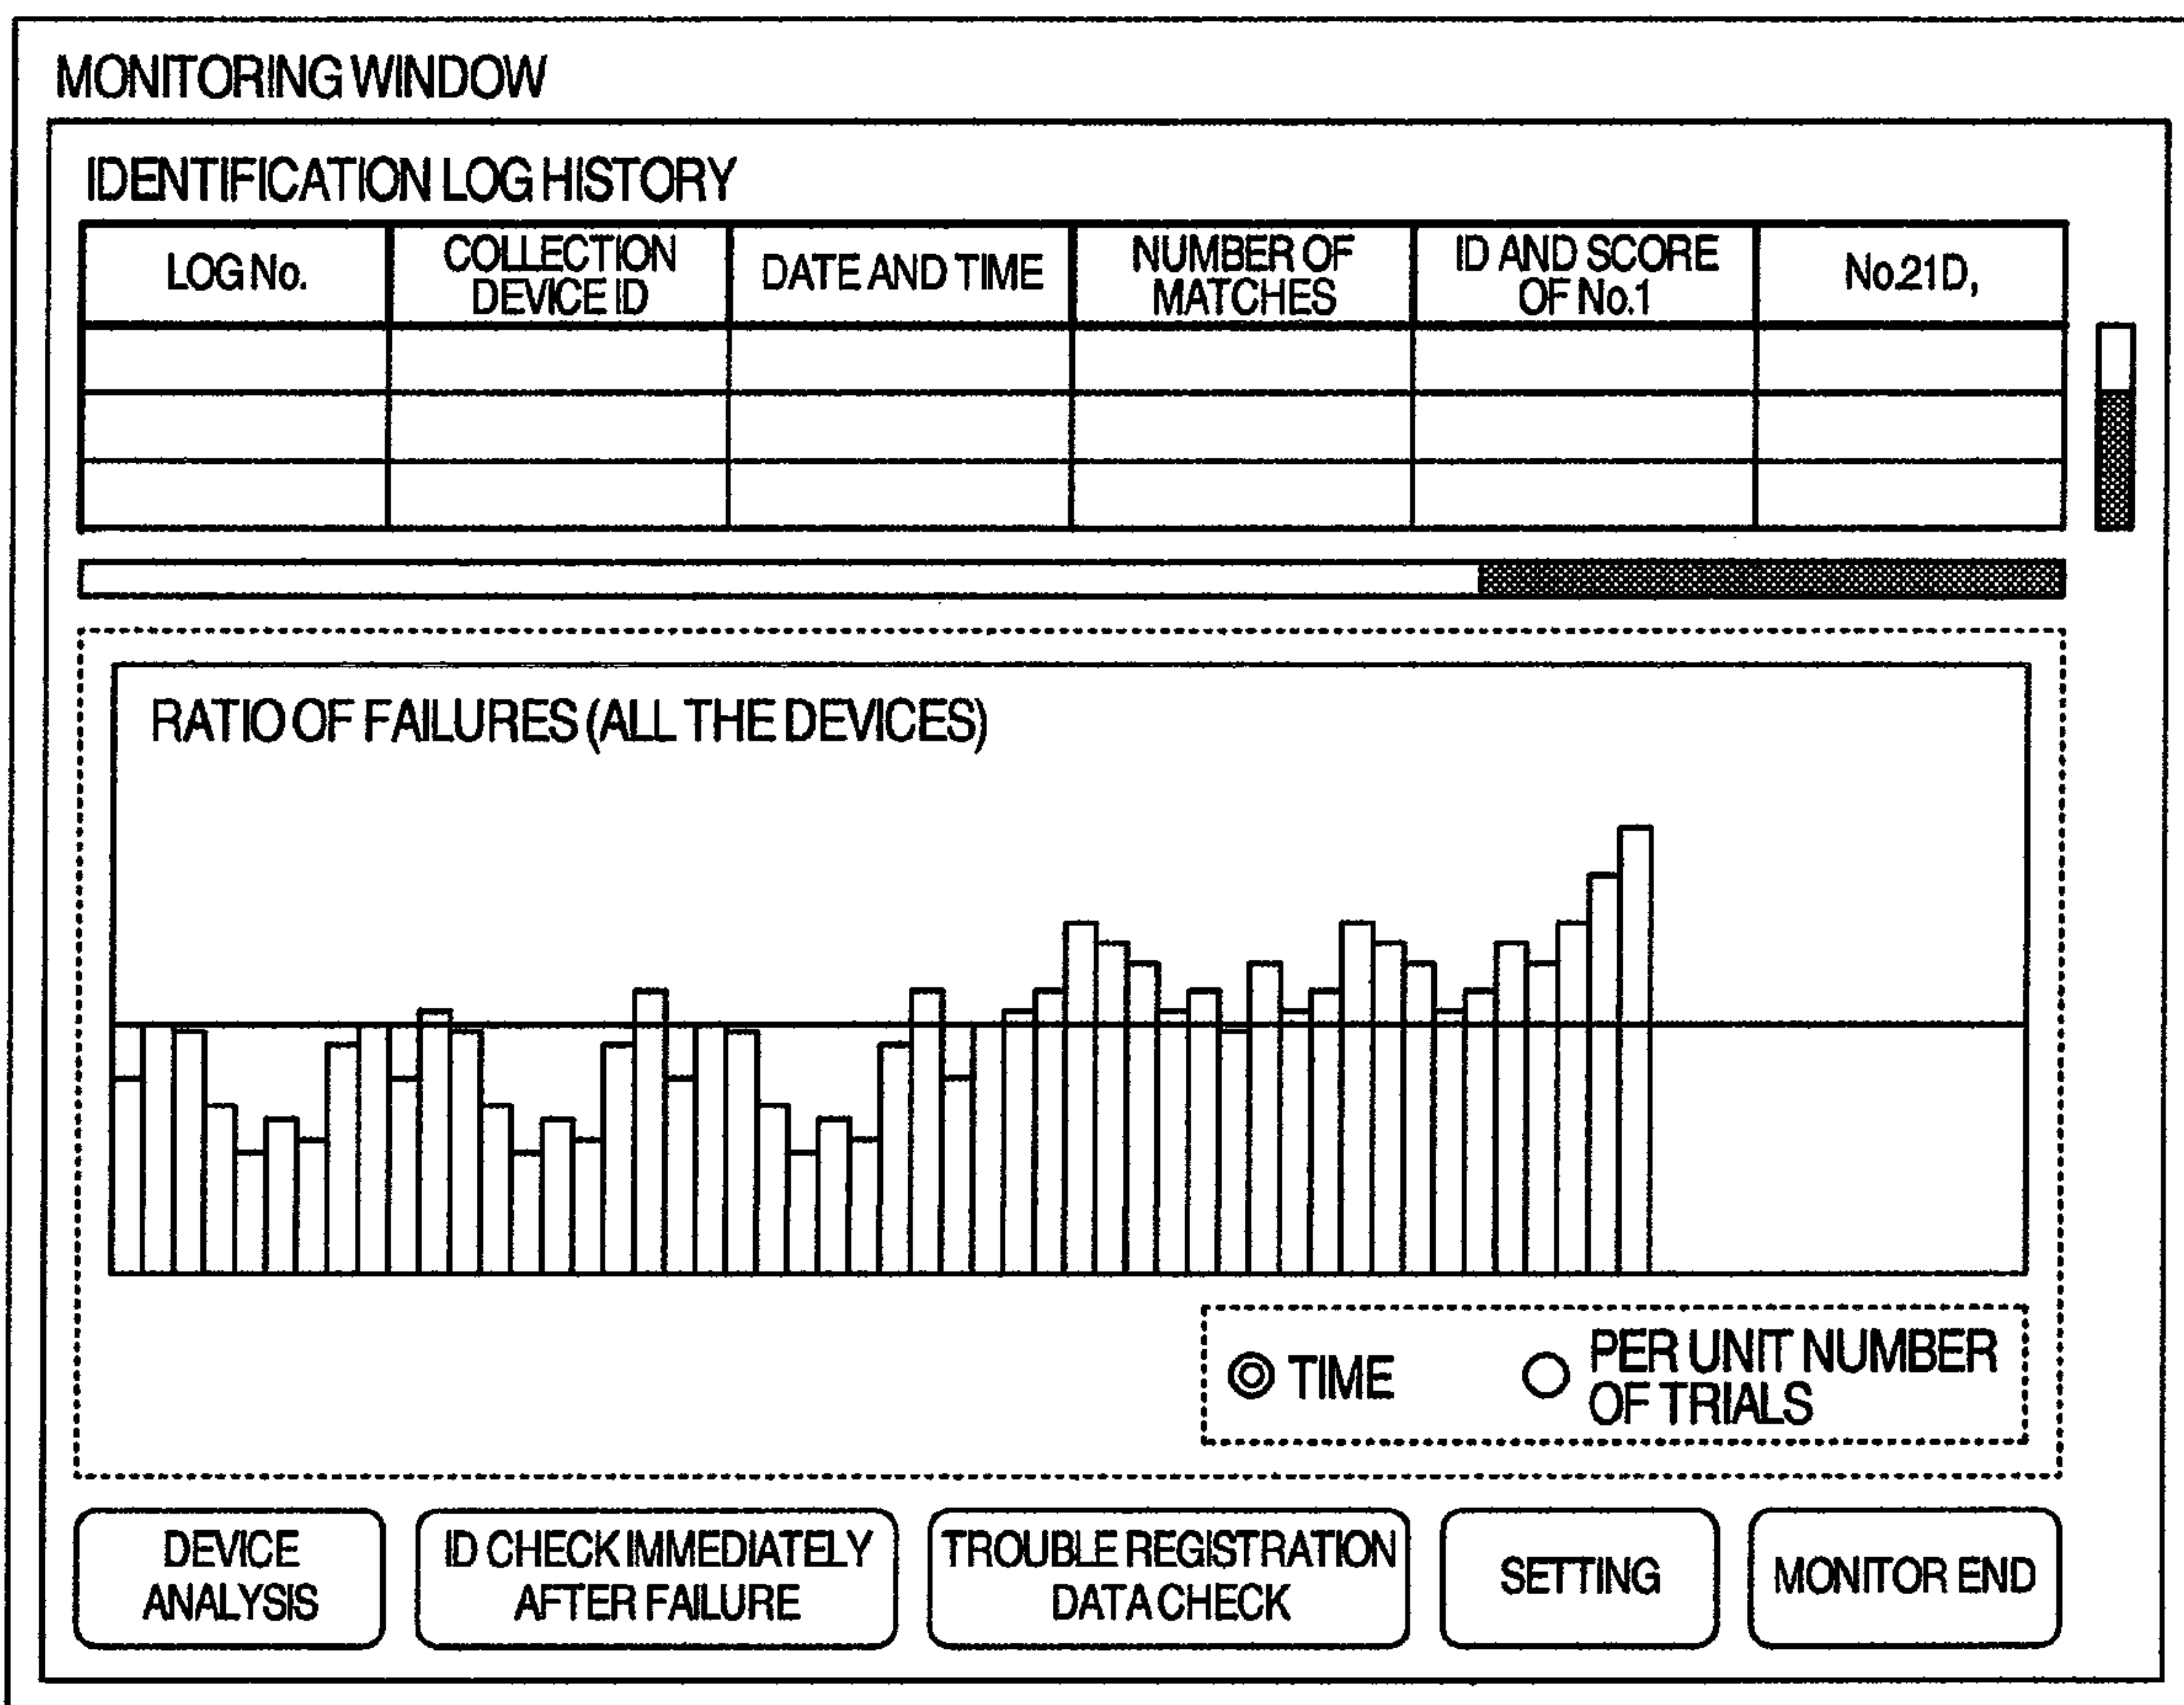 MONITORING WINDOW
IDENTIFICATION LOG HISTORY
LOG No.
COLLECTION
DEVICE ID
DATE AND TIME
NUMBER OF
MATCHES
ID AND SCORE
OF No.1
No.21D,
RATIO OF FAILURES (ALL THE DEVICES)
TIME
PER UNIT NUMBER
OF TRIALS
DEVICE
ANALYSIS
ID CHECK IMMEDIATELY
AFTER FAILURE
TROUBLE REGISTRATION
DATA CHECK
SETTING
MONITOR END